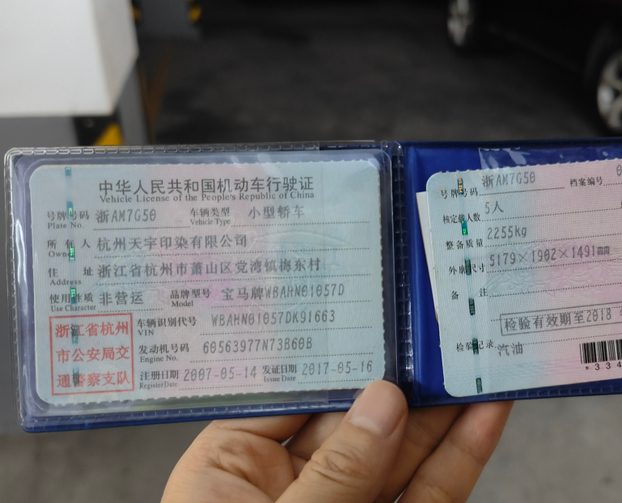 中华人民共和国机动车行驶证
Vehicle License of the People's Republic of China
号牌号码 浙AM7G50 车辆类型 小型轿车
Plate No. Vehicle Type
所有人 杭州天宇印染有限公司
Owner
住址 浙江省杭州市萧山区党湾镇梅东村
Address
使用性质 非营运 品牌型号 宝马牌WBAHN01057D
Use Character Model
车辆识别代号 WBAHN01057DK91663
VIN
发动机号码 60563977N73B60B
Engine No.
注册日期 2007-05-14 发证日期 2017-05-16
Register Date Issue Date
浙江省杭州
市公安局交
通警察支队
号牌号码 浙AM7G50 档案编号
核定载人数 5人
整备质量 2255kg
外廓尺寸 5179×1902×1491mm
备注
检验有效期至2018
检验记录
汽油
*334